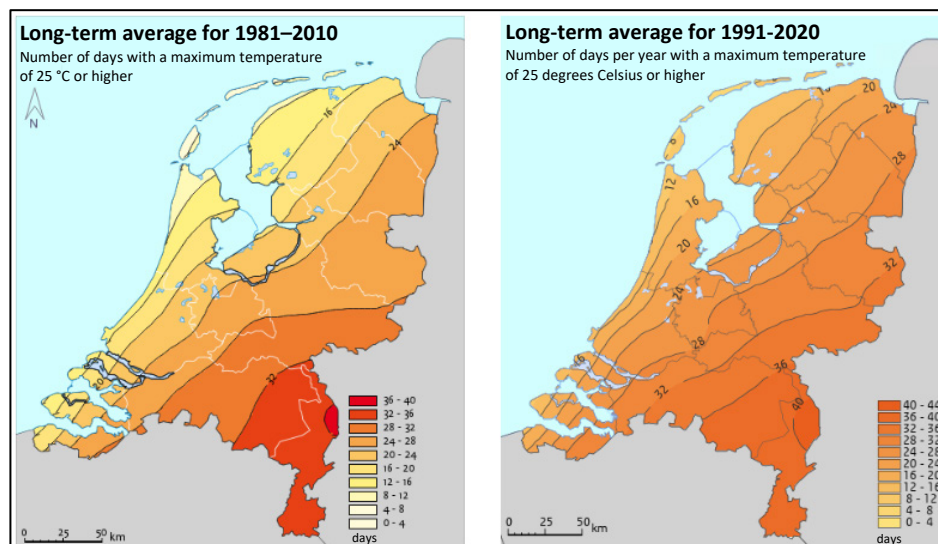 Long-term average for 1981–2010
Number of days with a maximum temperature
of 25 °C or higher
N
16
24
20
32
36 - 40
32 - 36
28 - 32
24 - 28
20 - 24
16 - 20
12 - 16
8 - 12
4 - 8
0 - 4
days
0 25 50
km
Long-term average for 1991-2020
Number of days per year with a maximum temperature
of 25 degrees Celsius or higher
20
24
28
12
16
20
32
24
28
16
36
32
40
40 - 44
36 - 40
32 - 36
28 - 32
24 - 28
20 - 24
12 - 16
8 - 12
4 - 8
0 - 4
days
0 25 50
km